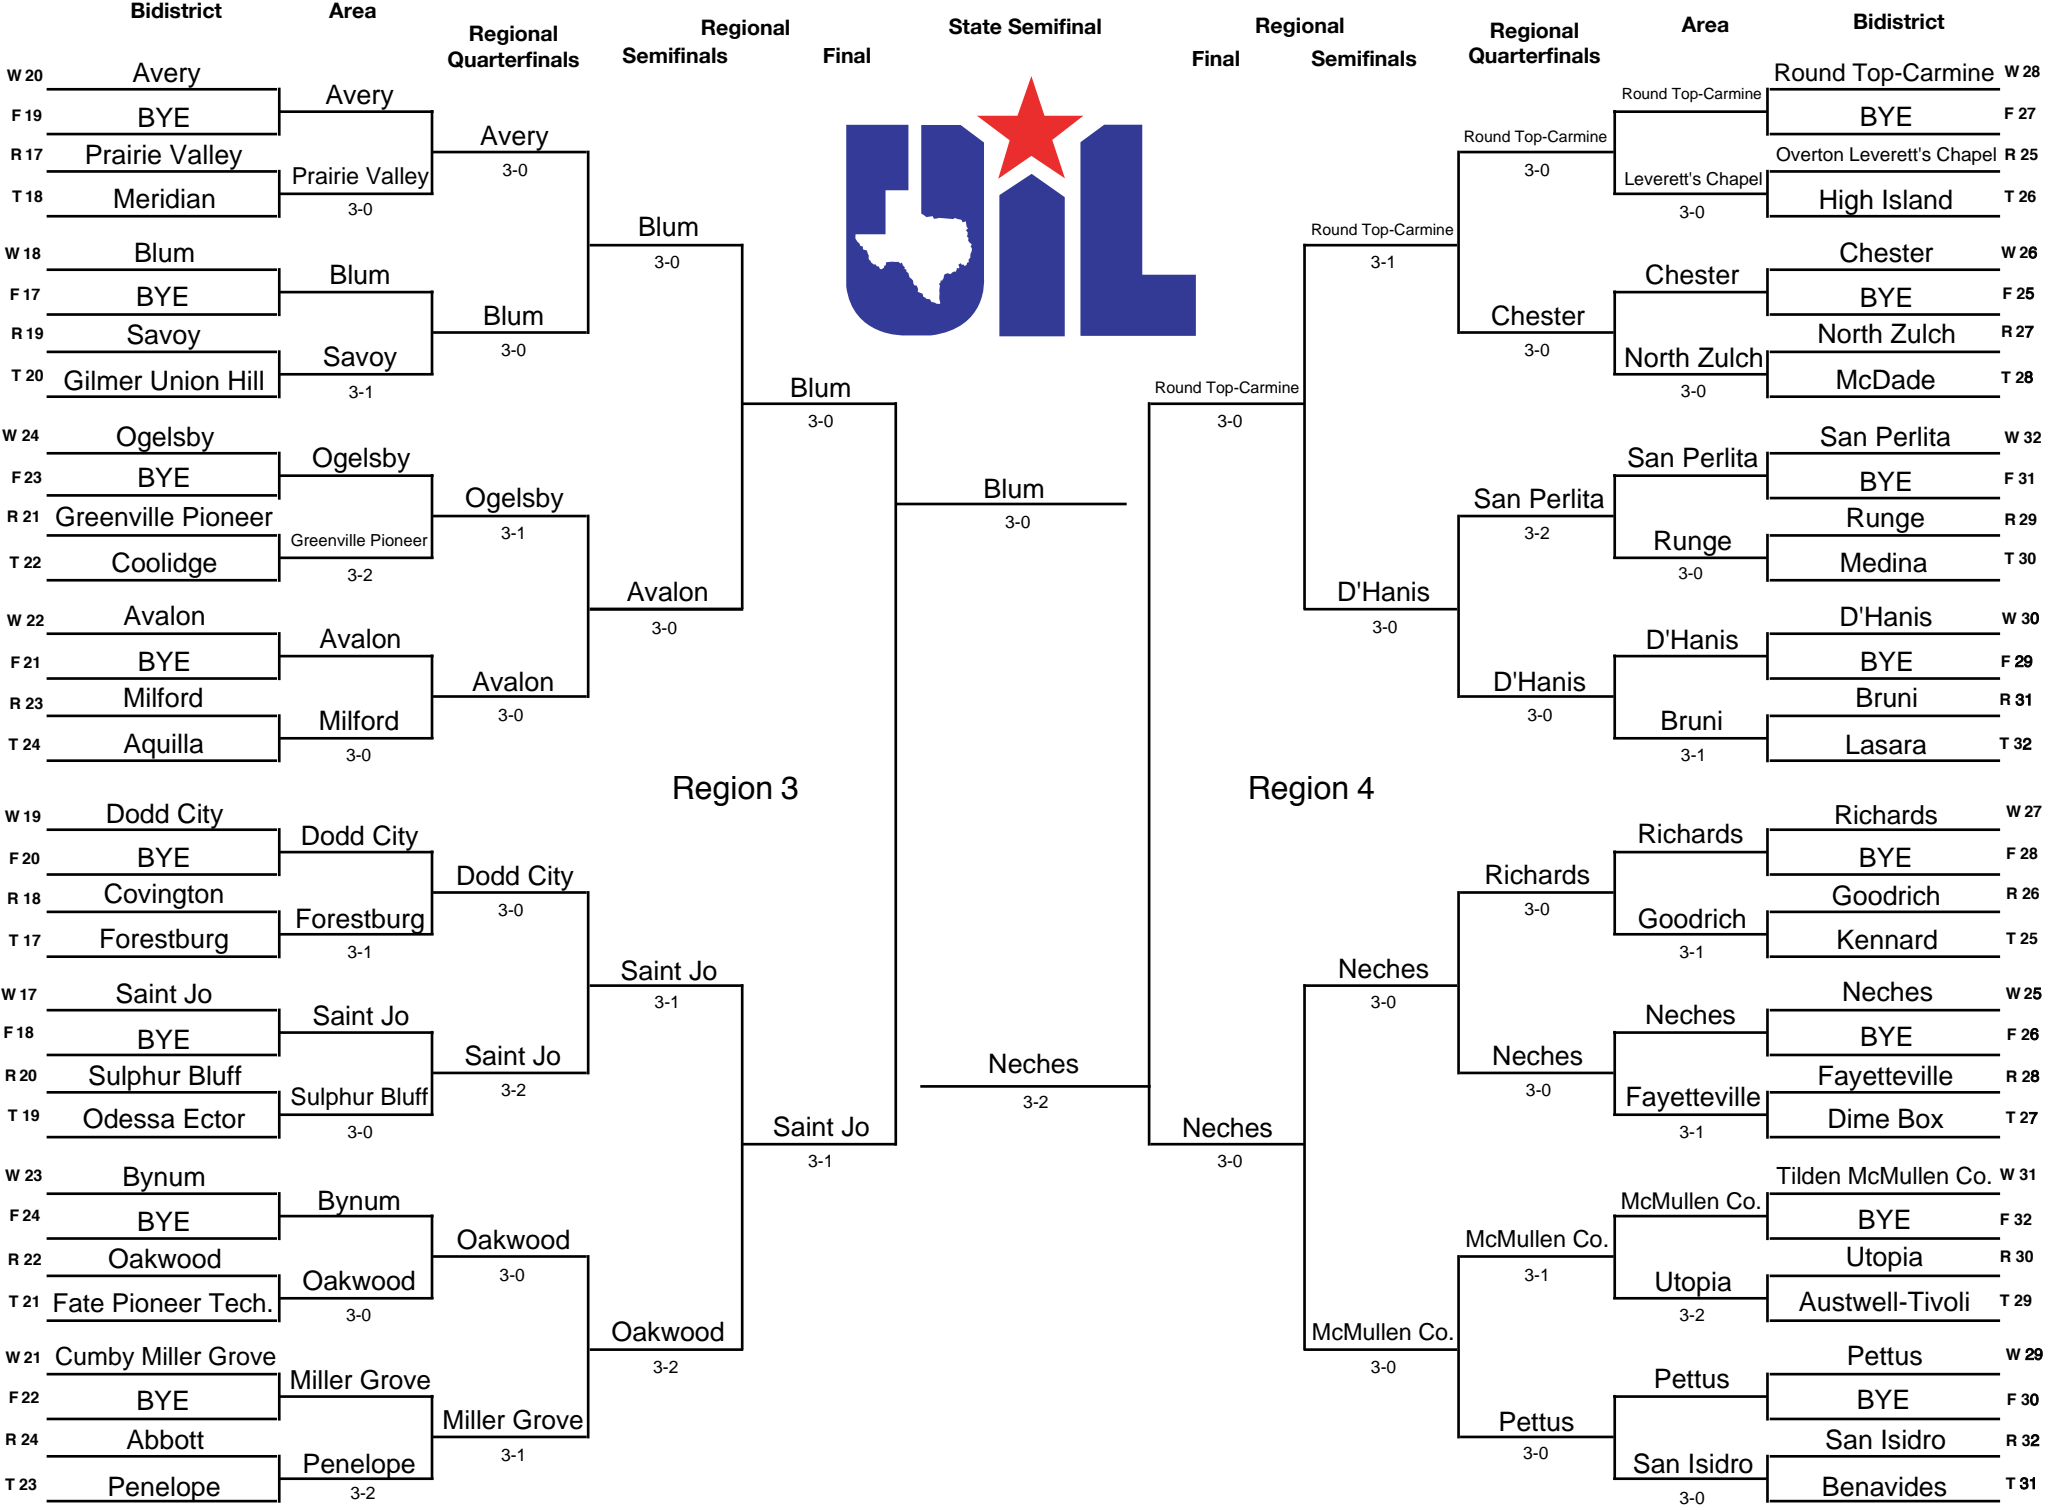 Bidistrict
Area
Regional
Quarterfinals
Regional
Semifinals
Final
State Semifinal
Regional
Final
Semifinals
Regional
Quarterfinals
Area
Bidistrict
W 20 Avery
F 19 BYE
R 17 Prairie Valley
T 18 Meridian
W 18 Blum
F 17 BYE
R 19 Savoy
T 20 Gilmer Union Hill
W 24 Ogelsby
F 23 BYE
R 21 Greenville Pioneer
T 22 Coolidge
W 22 Avalon
F 21 BYE
R 23 Milford
T 24 Aquilla
W 19 Dodd City
F 20 BYE
R 18 Covington
T 17 Forestburg
W 17 Saint Jo
F 18 BYE
R 20 Sulphur Bluff
T 19 Odessa Ector
W 23 Bynum
F 24 BYE
R 22 Oakwood
T 21 Fate Pioneer Tech.
W 21 Cumby Miller Grove
F 22 BYE
R 24 Abbott
T 23 Penelope
Avery
Prairie Valley
3-0
Blum
Savoy
3-1
Ogelsby
Greenville Pioneer
3-2
Avalon
Milford
3-0
Dodd City
Forestburg
3-1
Saint Jo
Sulphur Bluff
3-0
Bynum
Oakwood
3-0
Miller Grove
Penelope
3-2
Avery
3-0
Blum
3-0
Ogelsby
3-1
Avalon
3-0
Dodd City
3-0
Saint Jo
3-2
Oakwood
3-0
Miller Grove
3-1
Blum
3-0
Avalon
3-0
Region 3
Saint Jo
3-1
Oakwood
3-2
Blum
3-0
Saint Jo
3-1
UIL
Blum
3-0
Neches
3-2
Round Top-Carmine
3-0
Neches
3-0
Round Top-Carmine
3-1
D'Hanis
3-0
Region 4
Neches
3-0
McMullen Co.
3-0
Round Top-Carmine
3-0
Chester
3-0
San Perlita
3-2
D'Hanis
3-0
Richards
3-0
Neches
3-0
McMullen Co.
3-1
Pettus
3-0
Round Top-Carmine
Leverett's Chapel
3-0
Chester
North Zulch
3-0
San Perlita
Runge
3-0
D'Hanis
Bruni
3-1
Richards
Goodrich
3-1
Neches
Fayetteville
3-1
McMullen Co.
Utopia
3-2
Pettus
San Isidro
3-0
Round Top-Carmine W 28
BYE F 27
Overton Leverett's Chapel R 25
High Island T 26
Chester W 26
BYE F 25
North Zulch R 27
McDade T 28
San Perlita W 32
BYE F 31
Runge R 29
Medina T 30
D'Hanis W 30
BYE F 29
Bruni R 31
Lasara T 32
Richards W 27
BYE F 28
Goodrich R 26
Kennard T 25
Neches W 25
BYE F 26
Fayetteville R 28
Dime Box T 27
Tilden McMullen Co. W 31
BYE F 32
Utopia R 30
Austwell-Tivoli T 29
Pettus W 29
BYE F 30
San Isidro R 32
Benavides T 31